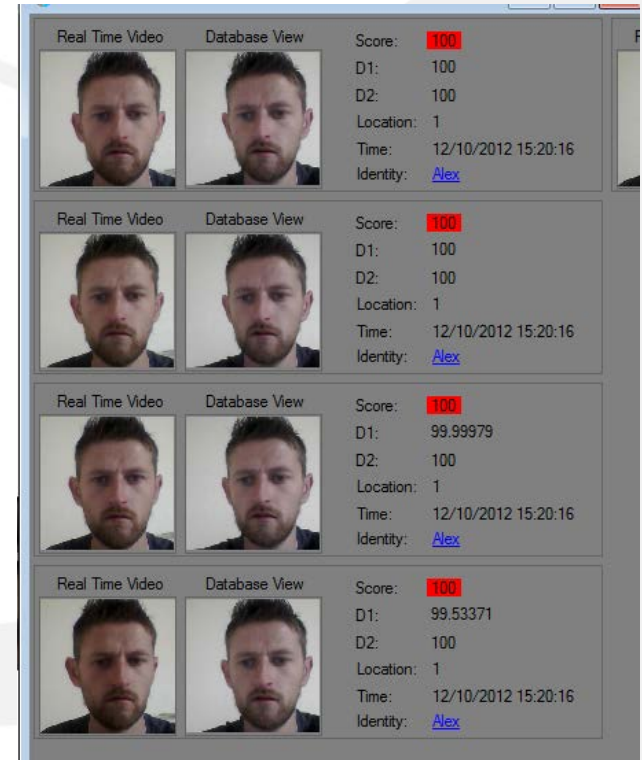 Real Time Video Database View
Score: 100
D1: 100
D2: 100
Location: 1
Time: 12/10/2012 15:20:16
Identity: Alex
Real Time Video Database View
Score: 100
D1: 100
D2: 100
Location: 1
Time: 12/10/2012 15:20:16
Identity: Alex
Real Time Video Database View
Score: 100
D1: 99.99979
D2: 100
Location: 1
Time: 12/10/2012 15:20:16
Identity: Alex
Real Time Video Database View
Score: 100
D1: 99.53371
D2: 100
Location: 1
Time: 12/10/2012 15:20:16
Identity: Alex